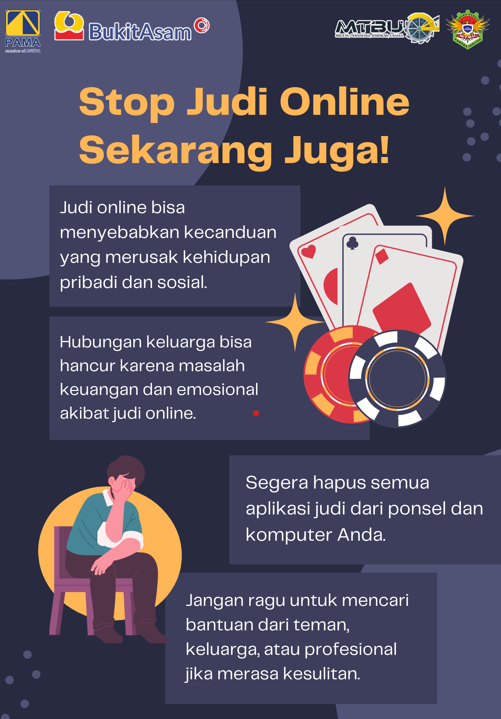 PAMA
BukitAsam
MTBU
Stop Judi Online
Sekarang Juga!
Judi online bisa
menyebabkan kecanduan
yang merusak kehidupan
pribadi dan sosial.
Hubungan keluarga bisa
hancur karena masalah
keuangan dan emosional
akibat judi online.
Segera hapus semua
aplikasi judi dari ponsel dan
komputer Anda.
Jangan ragu untuk mencari
bantuan dari teman,
keluarga, atau profesional
jika merasa kesulitan.